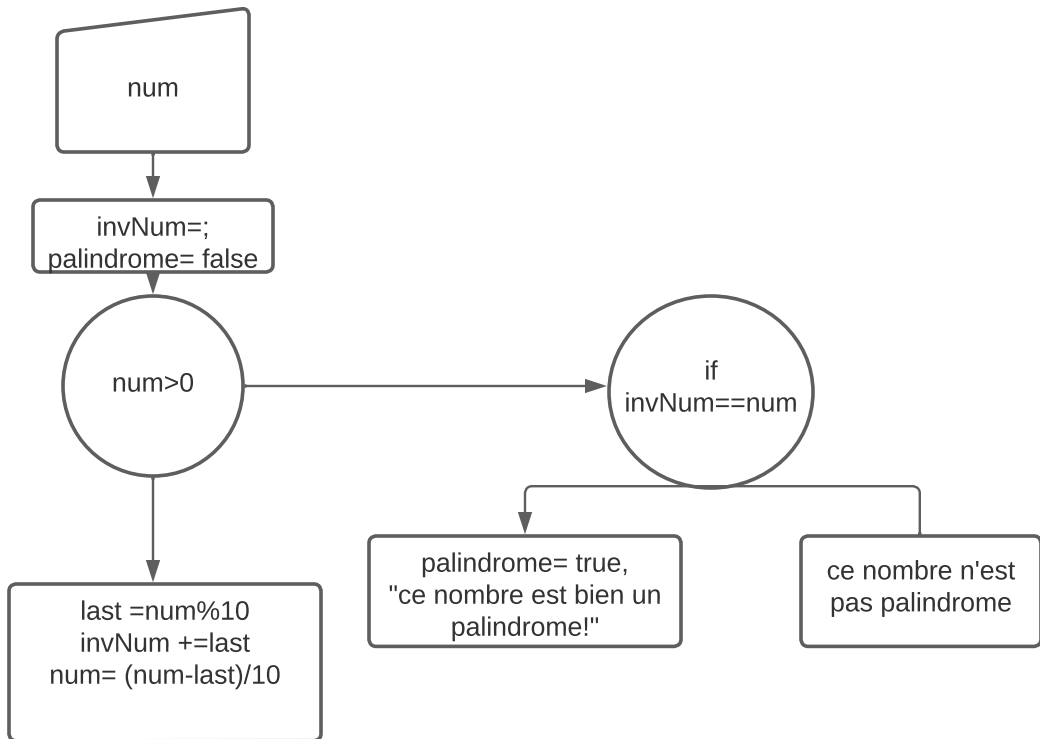 num
invNum=;
palindrome= false
num>0
if
invNum==num
last =num%10
invNum +=last
num= (num-last)/10
palindrome= true,
"ce nombre est bien un
palindrome!"
ce nombre n'est
pas palindrome